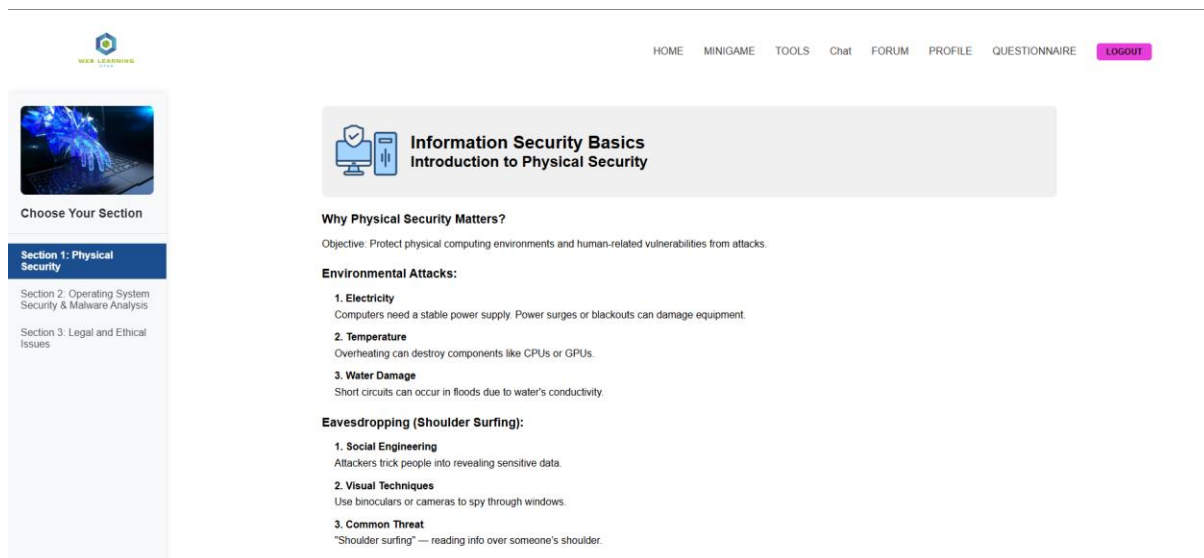 WEB LEARNING
HOME MINIGAME TOOLS Chat FORUM PROFILE QUESTIONNAIRE LOGOUT
Choose Your Section
Section 1: Physical
Security
Section 2: Operating System
Security & Malware Analysis
Section 3: Legal and Ethical
Issues
Information Security Basics
Introduction to Physical Security
Why Physical Security Matters?
Objective: Protect physical computing environments and human-related vulnerabilities from attacks.
Environmental Attacks:
1. Electricity
Computers need a stable power supply. Power surges or blackouts can damage equipment.
2. Temperature
Overheating can destroy components like CPUs or GPUs.
3. Water Damage
Short circuits can occur in floods due to water's conductivity.
Eavesdropping (Shoulder Surfing):
1. Social Engineering
Attackers trick people into revealing sensitive data.
2. Visual Techniques
Use binoculars or cameras to spy through windows.
3. Common Threat
"Shoulder surfing" — reading info over someone's shoulder.